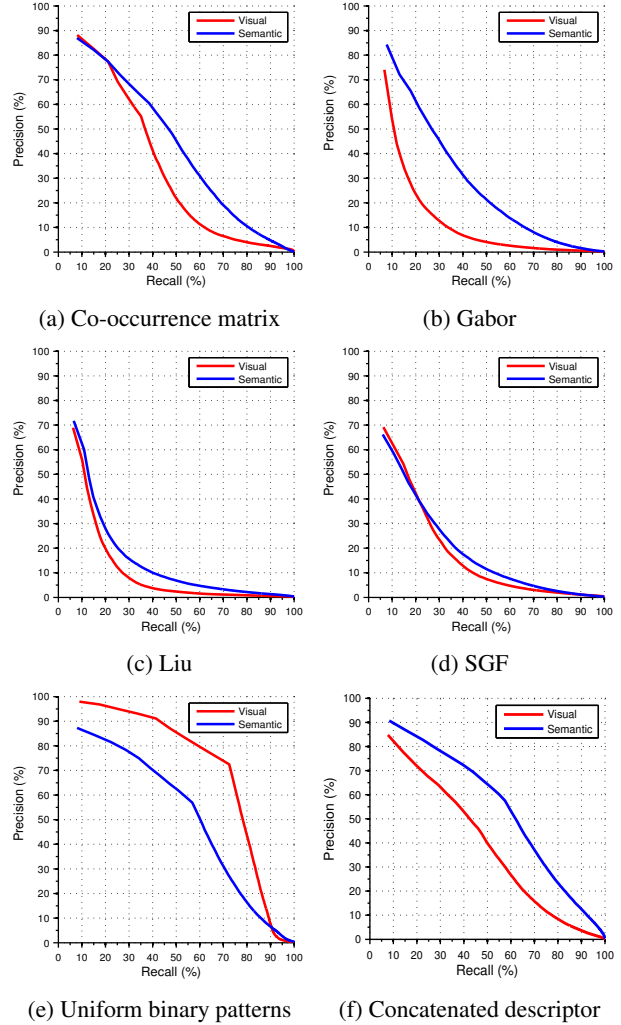 100
90
80
70
60
50
40
30
20
10
0
Precision (%)
Visual
Semantic
0 10 20 30 40 50 60 70 80 90 100
Recall (%)
(a) Co-occurrence matrix
100
90
80
70
60
50
40
30
20
10
0
Precision (%)
Visual
Semantic
0 10 20 30 40 50 60 70 80 90 100
Recall (%)
(b) Gabor
100
90
80
70
60
50
40
30
20
10
0
Precision (%)
Visual
Semantic
0 10 20 30 40 50 60 70 80 90 100
Recall (%)
(c) Liu
100
90
80
70
60
50
40
30
20
10
0
Precision (%)
Visual
Semantic
0 10 20 30 40 50 60 70 80 90 100
Recall (%)
(d) SGF
100
90
80
70
60
50
40
30
20
10
0
Precision (%)
Visual
Semantic
0 10 20 30 40 50 60 70 80 90 100
Recall (%)
(e) Uniform binary patterns
100
90
80
70
60
50
40
30
20
10
0
Precision (%)
Visual
Semantic
0 10 20 30 40 50 60 70 80 90 100
Recall (%)
(f) Concatenated descriptor